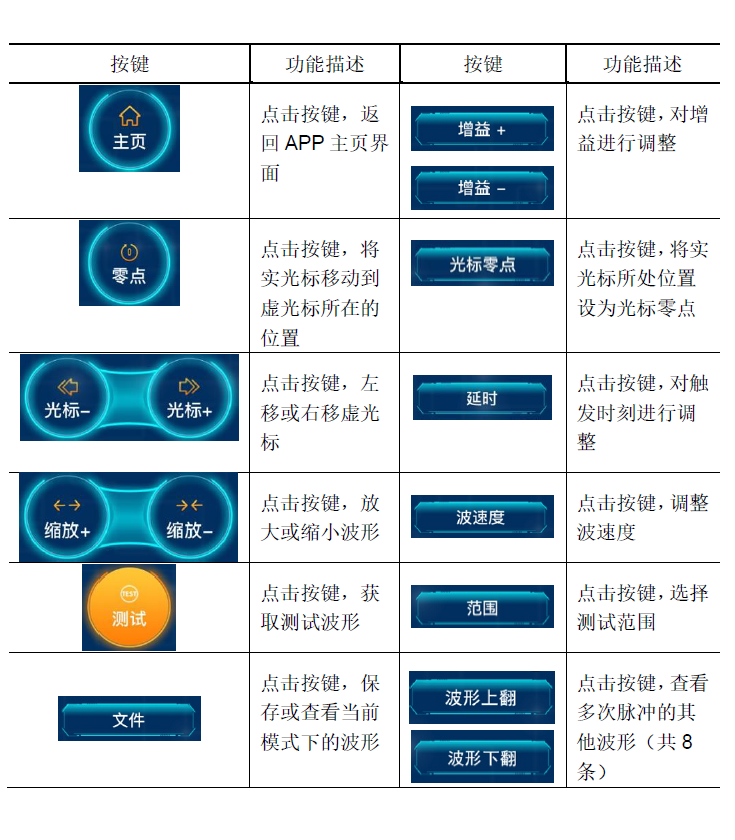 按键 功能描述 按键 功能描述
主页
点击按键，返
回 APP 主页界
面
增益 +
增益 −
点击按键，对增
益进行调整
零点
点击按键，将
实光标移动到
虚光标所在的
位置
光标零点
点击按键，将实
光标所处位置
设为光标零点
光标− 光标+
点击按键，左
移或右移虚光
标
延时
点击按键，对触
发时刻进行调
整
缩放+ 缩放−
点击按键，放
大或缩小波形
波速度
点击按键，调整
波速度
TEST
测试
点击按键，获
取测试波形
范围
点击按键，选择
测试范围
文件
点击按键，保
存或查看当前
模式下的波形
波形上翻
波形下翻
点击按键，查看
多次脉冲的其
他波形（共 8
条）